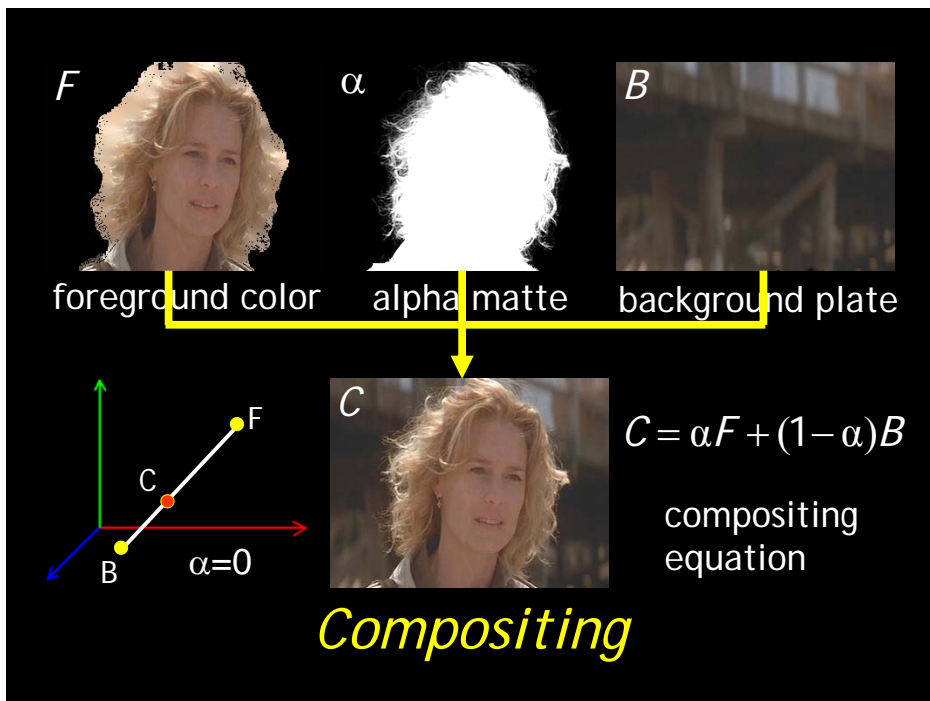 F
α
B
foreground color
alpha matte
background plate
F
C
B
α=0
C
C = αF + (1−α)B
compositing
equation
Compositing